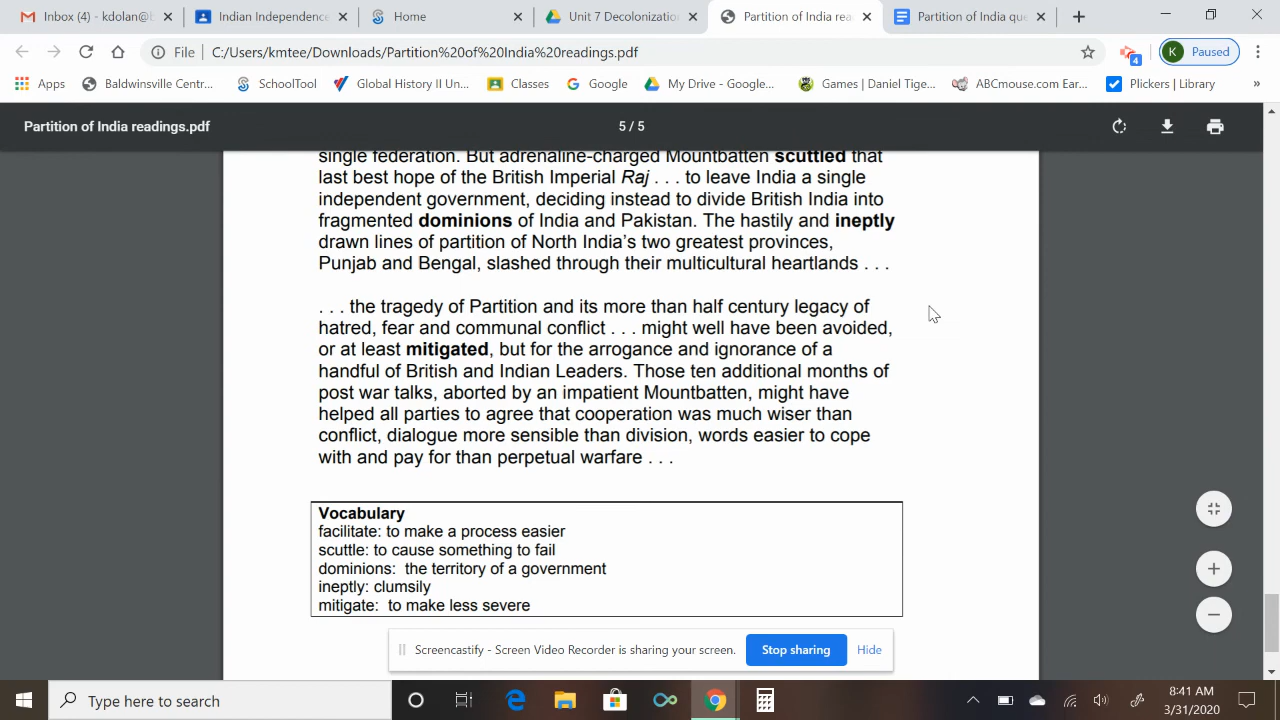 Inbox (4) - kdolan@b
Indian Independence
Home
Unit 7 Decolonizatio
Partition of India rea
Partition of India que
File
C:/Users/kmtee/Downloads/Partition%20of%20India%20readings.pdf
4
K
Paused
Apps
Baldwinsville Centr...
SchoolTool
Global History II Un...
Classes
Google
My Drive - Google...
Games | Daniel Tige...
ABCmouse.com Ear...
Plickers | Library
»
Partition of India readings.pdf
5 / 5
single federation. But adrenaline-charged Mountbatten scuttled that
last best hope of the British Imperial Raj . . . to leave India a single
independent government, deciding instead to divide British India into
fragmented dominions of India and Pakistan. The hastily and ineptly
drawn lines of partition of North India's two greatest provinces,
Punjab and Bengal, slashed through their multicultural heartlands . . .
. . . the tragedy of Partition and its more than half century legacy of
hatred, fear and communal conflict . . . might well have been avoided,
or at least mitigated, but for the arrogance and ignorance of a
handful of British and Indian Leaders. Those ten additional months of
post war talks, aborted by an impatient Mountbatten, might have
helped all parties to agree that cooperation was much wiser than
conflict, dialogue more sensible than division, words easier to cope
with and pay for than perpetual warfare . . .
Vocabulary
facilitate: to make a process easier
scuttle: to cause something to fail
dominions: the territory of a government
ineptly: clumsily
mitigate: to make less severe
Screencastify - Screen Video Recorder is sharing your screen.
Stop sharing
Hide
Type here to search
8:41 AM
3/31/2020